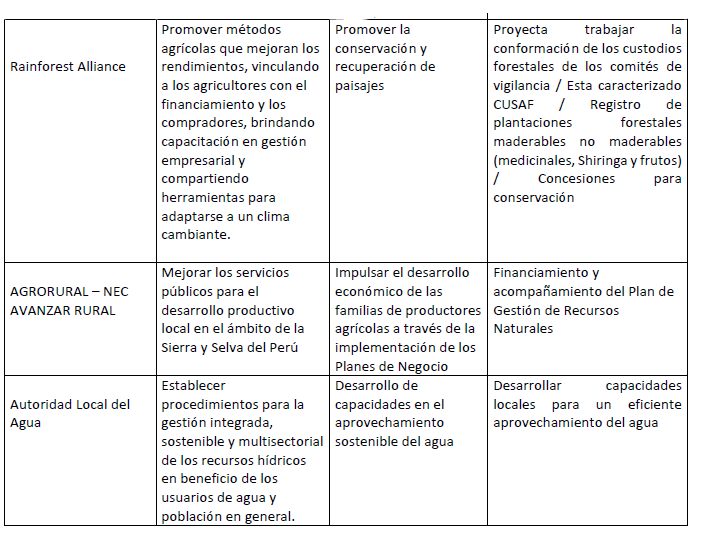 Rainforest Alliance
Promover métodos
agrícolas que mejoran los
rendimientos, vinculando
a los agricultores con el
financiamiento y los
compradores, brindando
capacitación en gestión
empresarial y
compartiendo
herramientas para
adaptarse a un clima
cambiante.
Promover la
conservación y
recuperación de
paisajes
Proyecta trabajar la
conformación de los custodios
forestales de los comités de
vigilancia / Esta caracterizado
CUSAF / Registro de
plantaciones forestales
maderables no maderables
(medicinales, Shiringa y frutos)
/ Concesiones para
conservación
AGRORURAL – NEC
AVANZAR RURAL
Mejorar los servicios
públicos para el
desarrollo productivo
local en el ámbito de la
Sierra y Selva del Perú
Impulsar el desarrollo
económico de las
familias de productores
agrícolas a través de la
implementación de los
Planes de Negocio
Financiamiento y
acompañamiento del Plan de
Gestión de Recursos
Naturales
Autoridad Local del
Agua
Establecer
procedimientos para la
gestión integrada,
sostenible y multisectorial
de los recursos hídricos
en beneficio de los
usuarios de agua y
población en general.
Desarrollo de
capacidades en el
aprovechamiento
sostenible del agua
Desarrollar capacidades
locales para un eficiente
aprovechamiento del agua